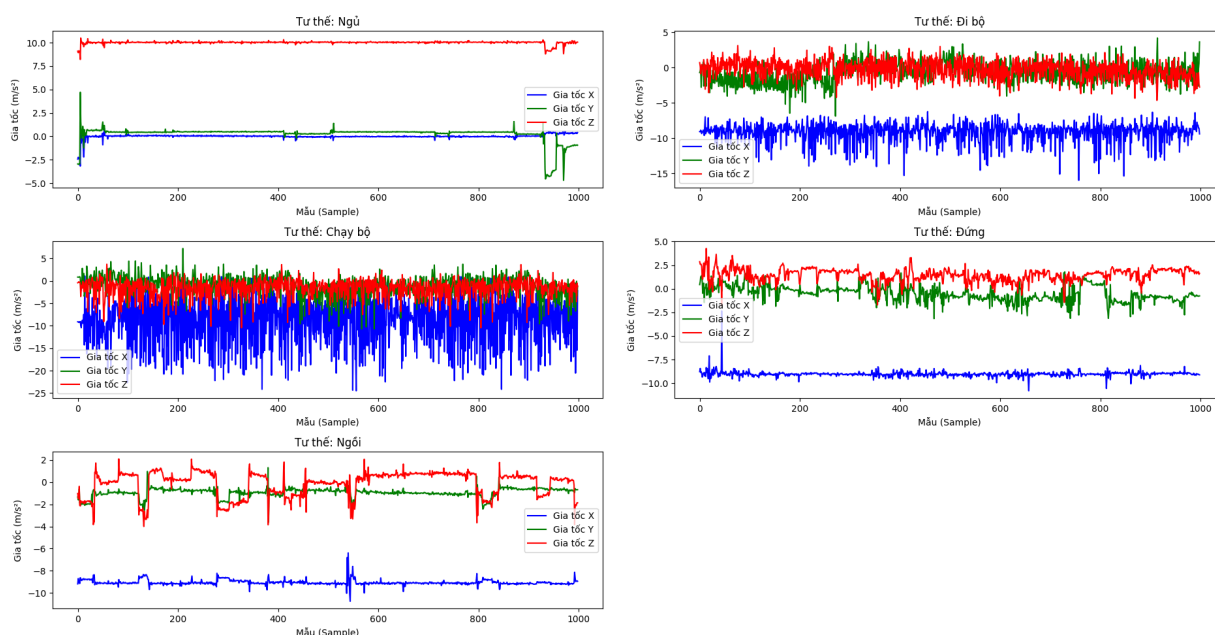 Tư thế: Ngủ
Gia tốc (m/s²)
10.0
7.5
5.0
2.5
0.0
−2.5
−5.0
Gia tốc X
Gia tốc Y
Gia tốc Z
0 200 400 600 800 1000
Mẫu (Sample)
Tư thế: Đi bộ
Gia tốc (m/s²)
5
0
−5
−10
−15
Gia tốc X
Gia tốc Y
Gia tốc Z
0 200 400 600 800 1000
Mẫu (Sample)
Tư thế: Chạy bộ
Gia tốc (m/s²)
5
0
−5
−10
−15
−20
−25
Gia tốc X
Gia tốc Y
Gia tốc Z
0 200 400 600 800 1000
Mẫu (Sample)
Tư thế: Đứng
Gia tốc (m/s²)
5.0
2.5
0.0
−2.5
−5.0
−7.5
−10.0
Gia tốc X
Gia tốc Y
Gia tốc Z
0 200 400 600 800 1000
Mẫu (Sample)
Tư thế: Ngồi
Gia tốc (m/s²)
2
0
−2
−4
−6
−8
−10
Gia tốc X
Gia tốc Y
Gia tốc Z
0 200 400 600 800 1000
Mẫu (Sample)